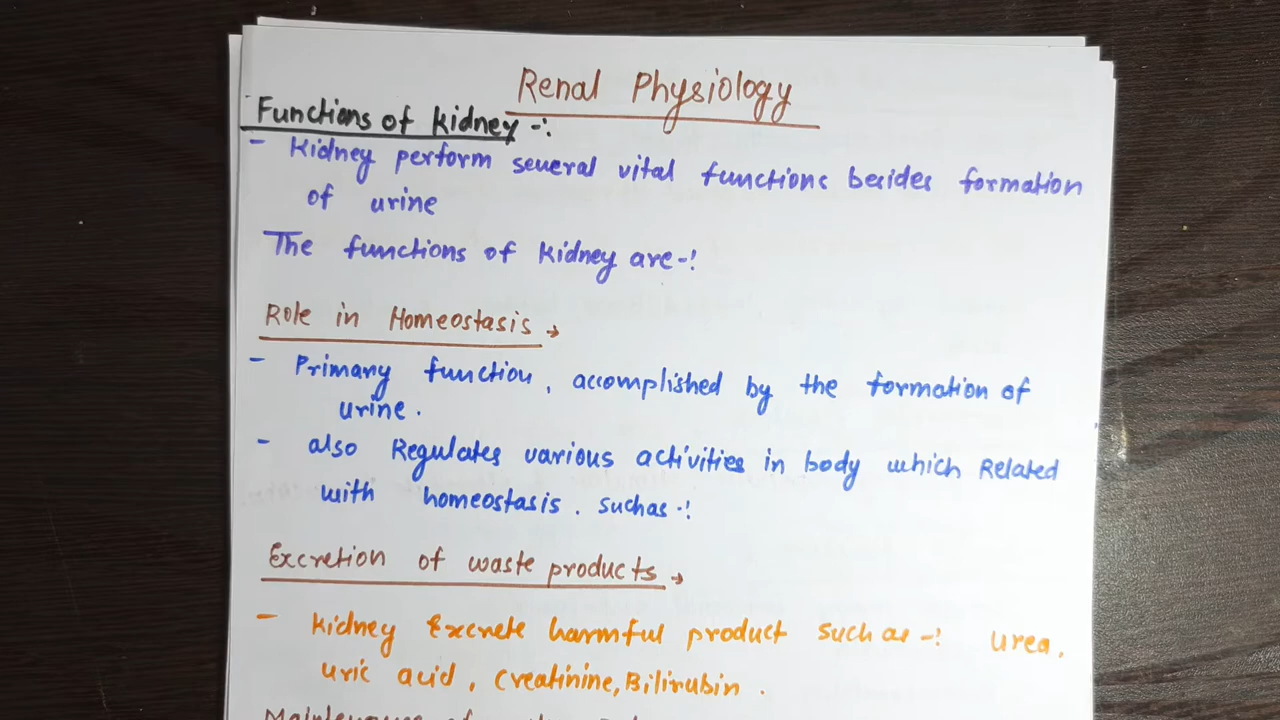 Renal Physiology
Functions of kidney -:
- Kidney perform several vital functions besides formation
of urine
The functions of kidney are -:
Role in Homeostasis →
- Primary function, accomplished by the formation of
urine.
- also Regulates various activities in body which Related
with homeostasis. suchas -:
Excretion of waste products →
- Kidney Excrete harmful product such as -: urea,
uric acid, Creatinine, Bilirubin.